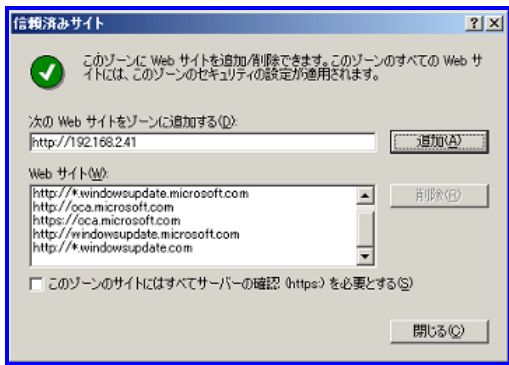 信頼済みサイト
このゾーンに Web サイトを追加/削除できます。このゾーンのすべての Web サ
イトには、このゾーンのセキュリティの設定が適用されます。
次の Web サイトをゾーンに追加する(D):
http://192.168.2.41
追加(A)
Web サイト(W):
http://*.windowsupdate.microsoft.com
http://oca.microsoft.com
https://oca.microsoft.com
http://windowsupdate.microsoft.com
http://*.windowsupdate.com
削除(R)
このゾーンのサイトにはすべてサーバーの確認 (https:) を必要とする(S)
閉じる(C)